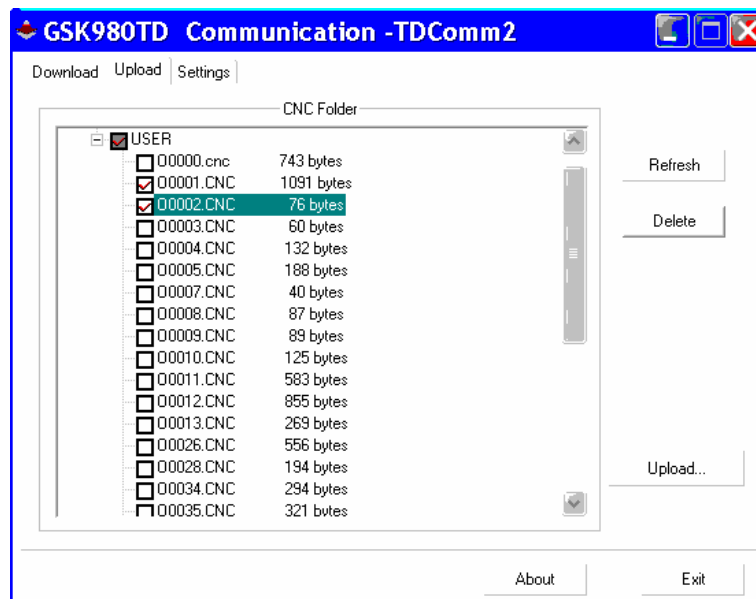 GSK980TD Communication -TDComm2
Download Upload Settings
CNC Folder
USER
O0000.cnc 743 bytes
O0001.CNC 1091 bytes
O0002.CNC 76 bytes
O0003.CNC 60 bytes
O0004.CNC 132 bytes
O0005.CNC 188 bytes
O0007.CNC 40 bytes
O0008.CNC 87 bytes
O0009.CNC 89 bytes
O0010.CNC 125 bytes
O0011.CNC 583 bytes
O0012.CNC 855 bytes
O0013.CNC 269 bytes
O0026.CNC 556 bytes
O0028.CNC 194 bytes
O0034.CNC 294 bytes
O0035.CNC 321 bytes
Refresh
Delete
Upload...
About Exit